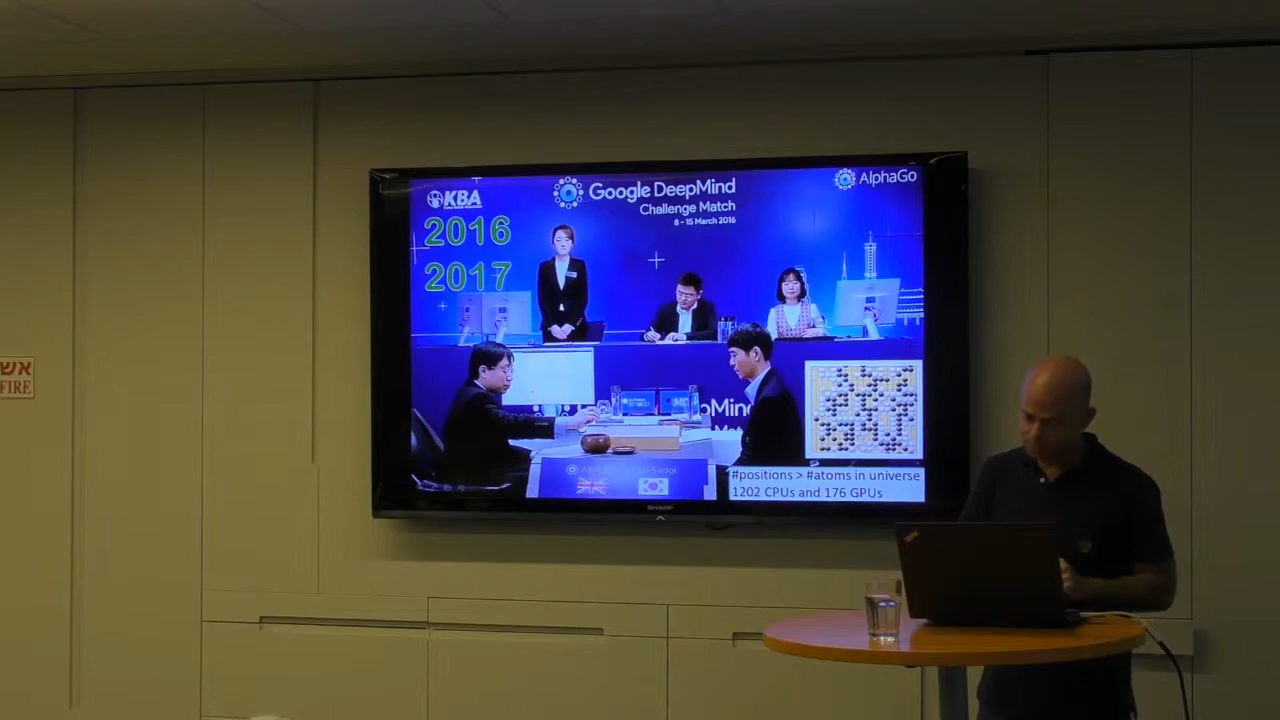 KBA
2016
2017
Google DeepMind
Challenge Match
8 - 15 March 2016
AlphaGo
אש
FIRE
#positions > #atoms in universe
1202 CPUs and 176 GPUs
SHARP